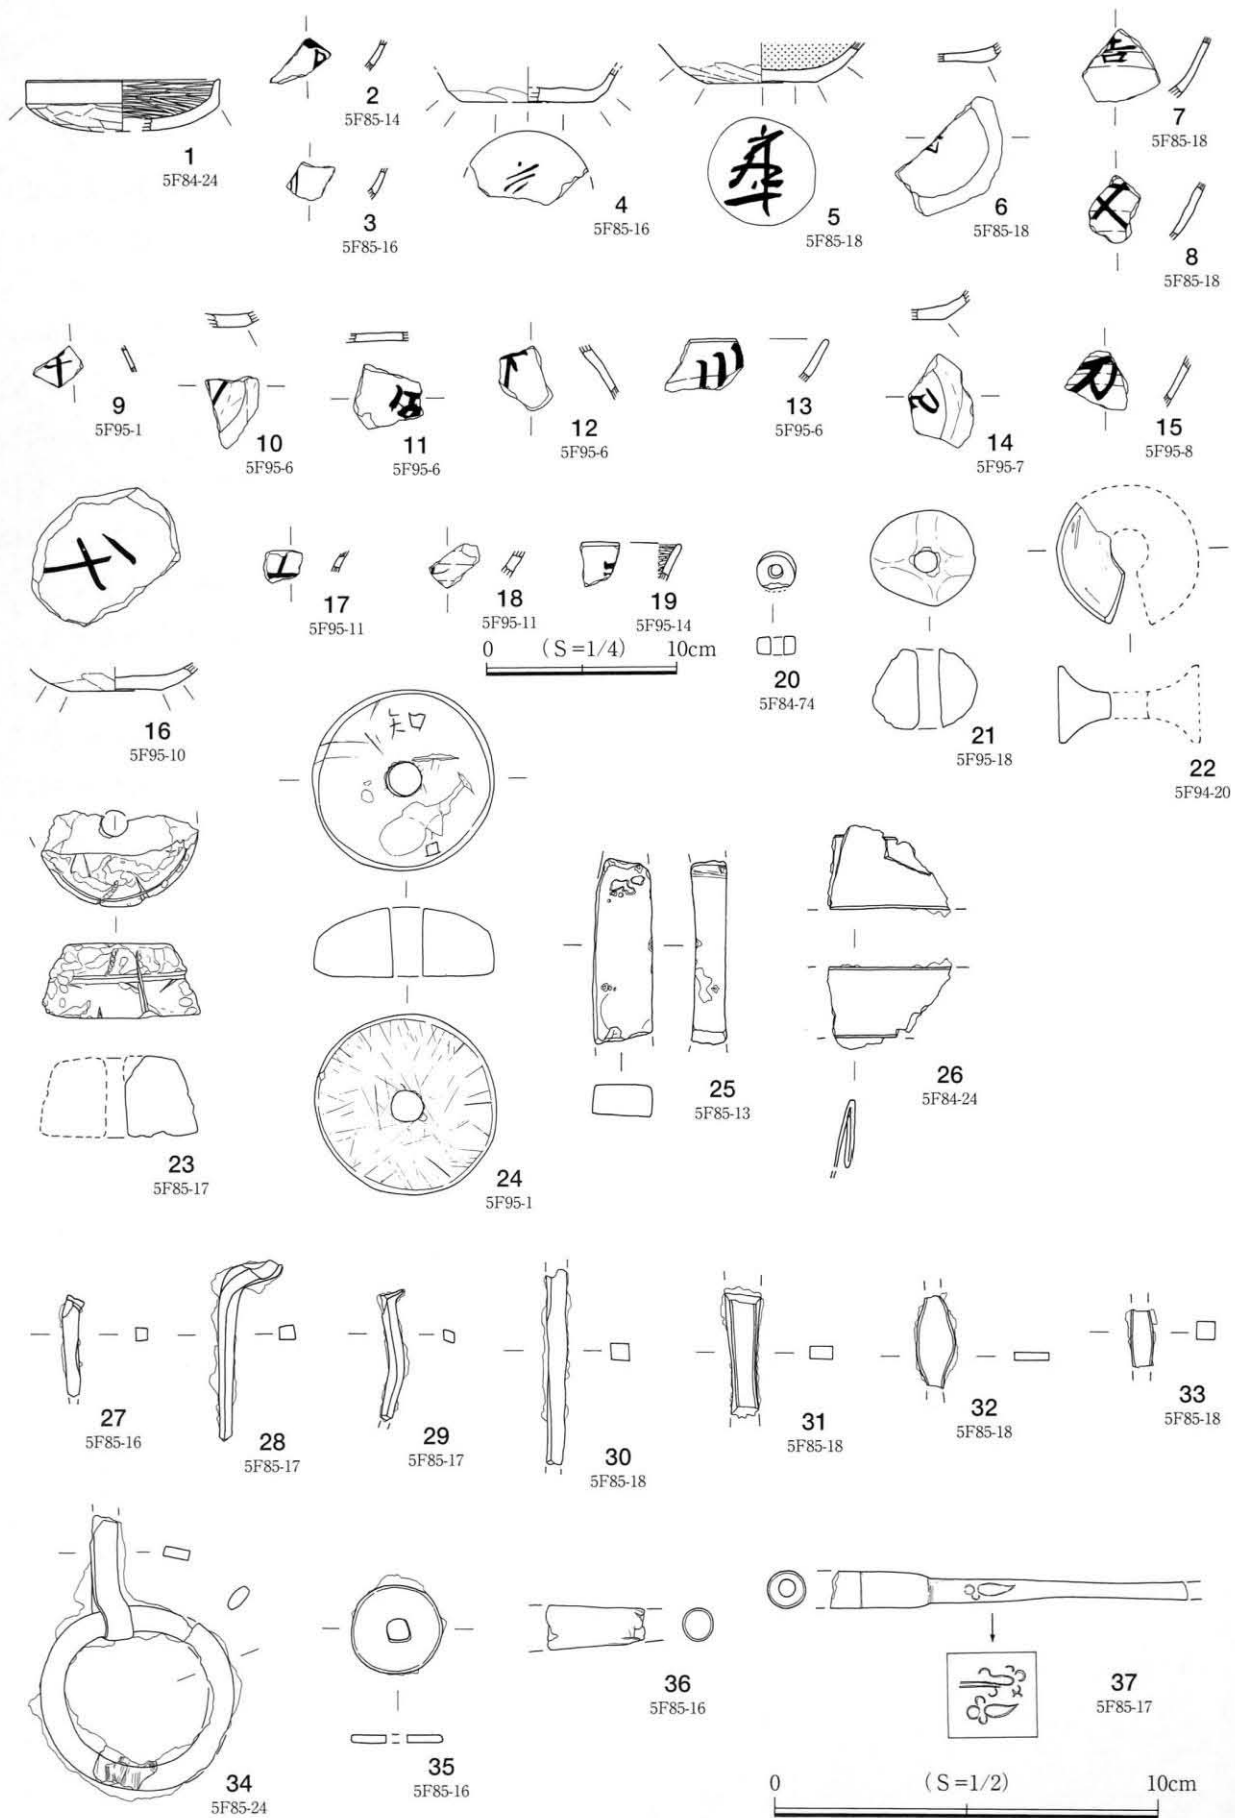 1
5F84-24
2
5F85-14
3
5F85-16
4
5F85-16
5
5F85-18
6
5F85-18
吉
7
5F85-18
8
5F85-18
9
5F95-1
10
5F95-6
11
5F95-6
12
5F95-6
13
5F95-6
14
5F95-7
15
5F95-8
16
5F95-10
17
5F95-11
18
5F95-11
19
5F95-14
0 (S=1/4) 10cm
20
5F84-74
21
5F95-18
22
5F94-20
23
5F85-17
知
24
5F95-1
25
5F85-13
26
5F84-24
27
5F85-16
28
5F85-17
29
5F85-17
30
5F85-18
31
5F85-18
32
5F85-18
33
5F85-18
34
5F85-24
35
5F85-16
36
5F85-16
37
5F85-17
0 (S=1/2) 10cm